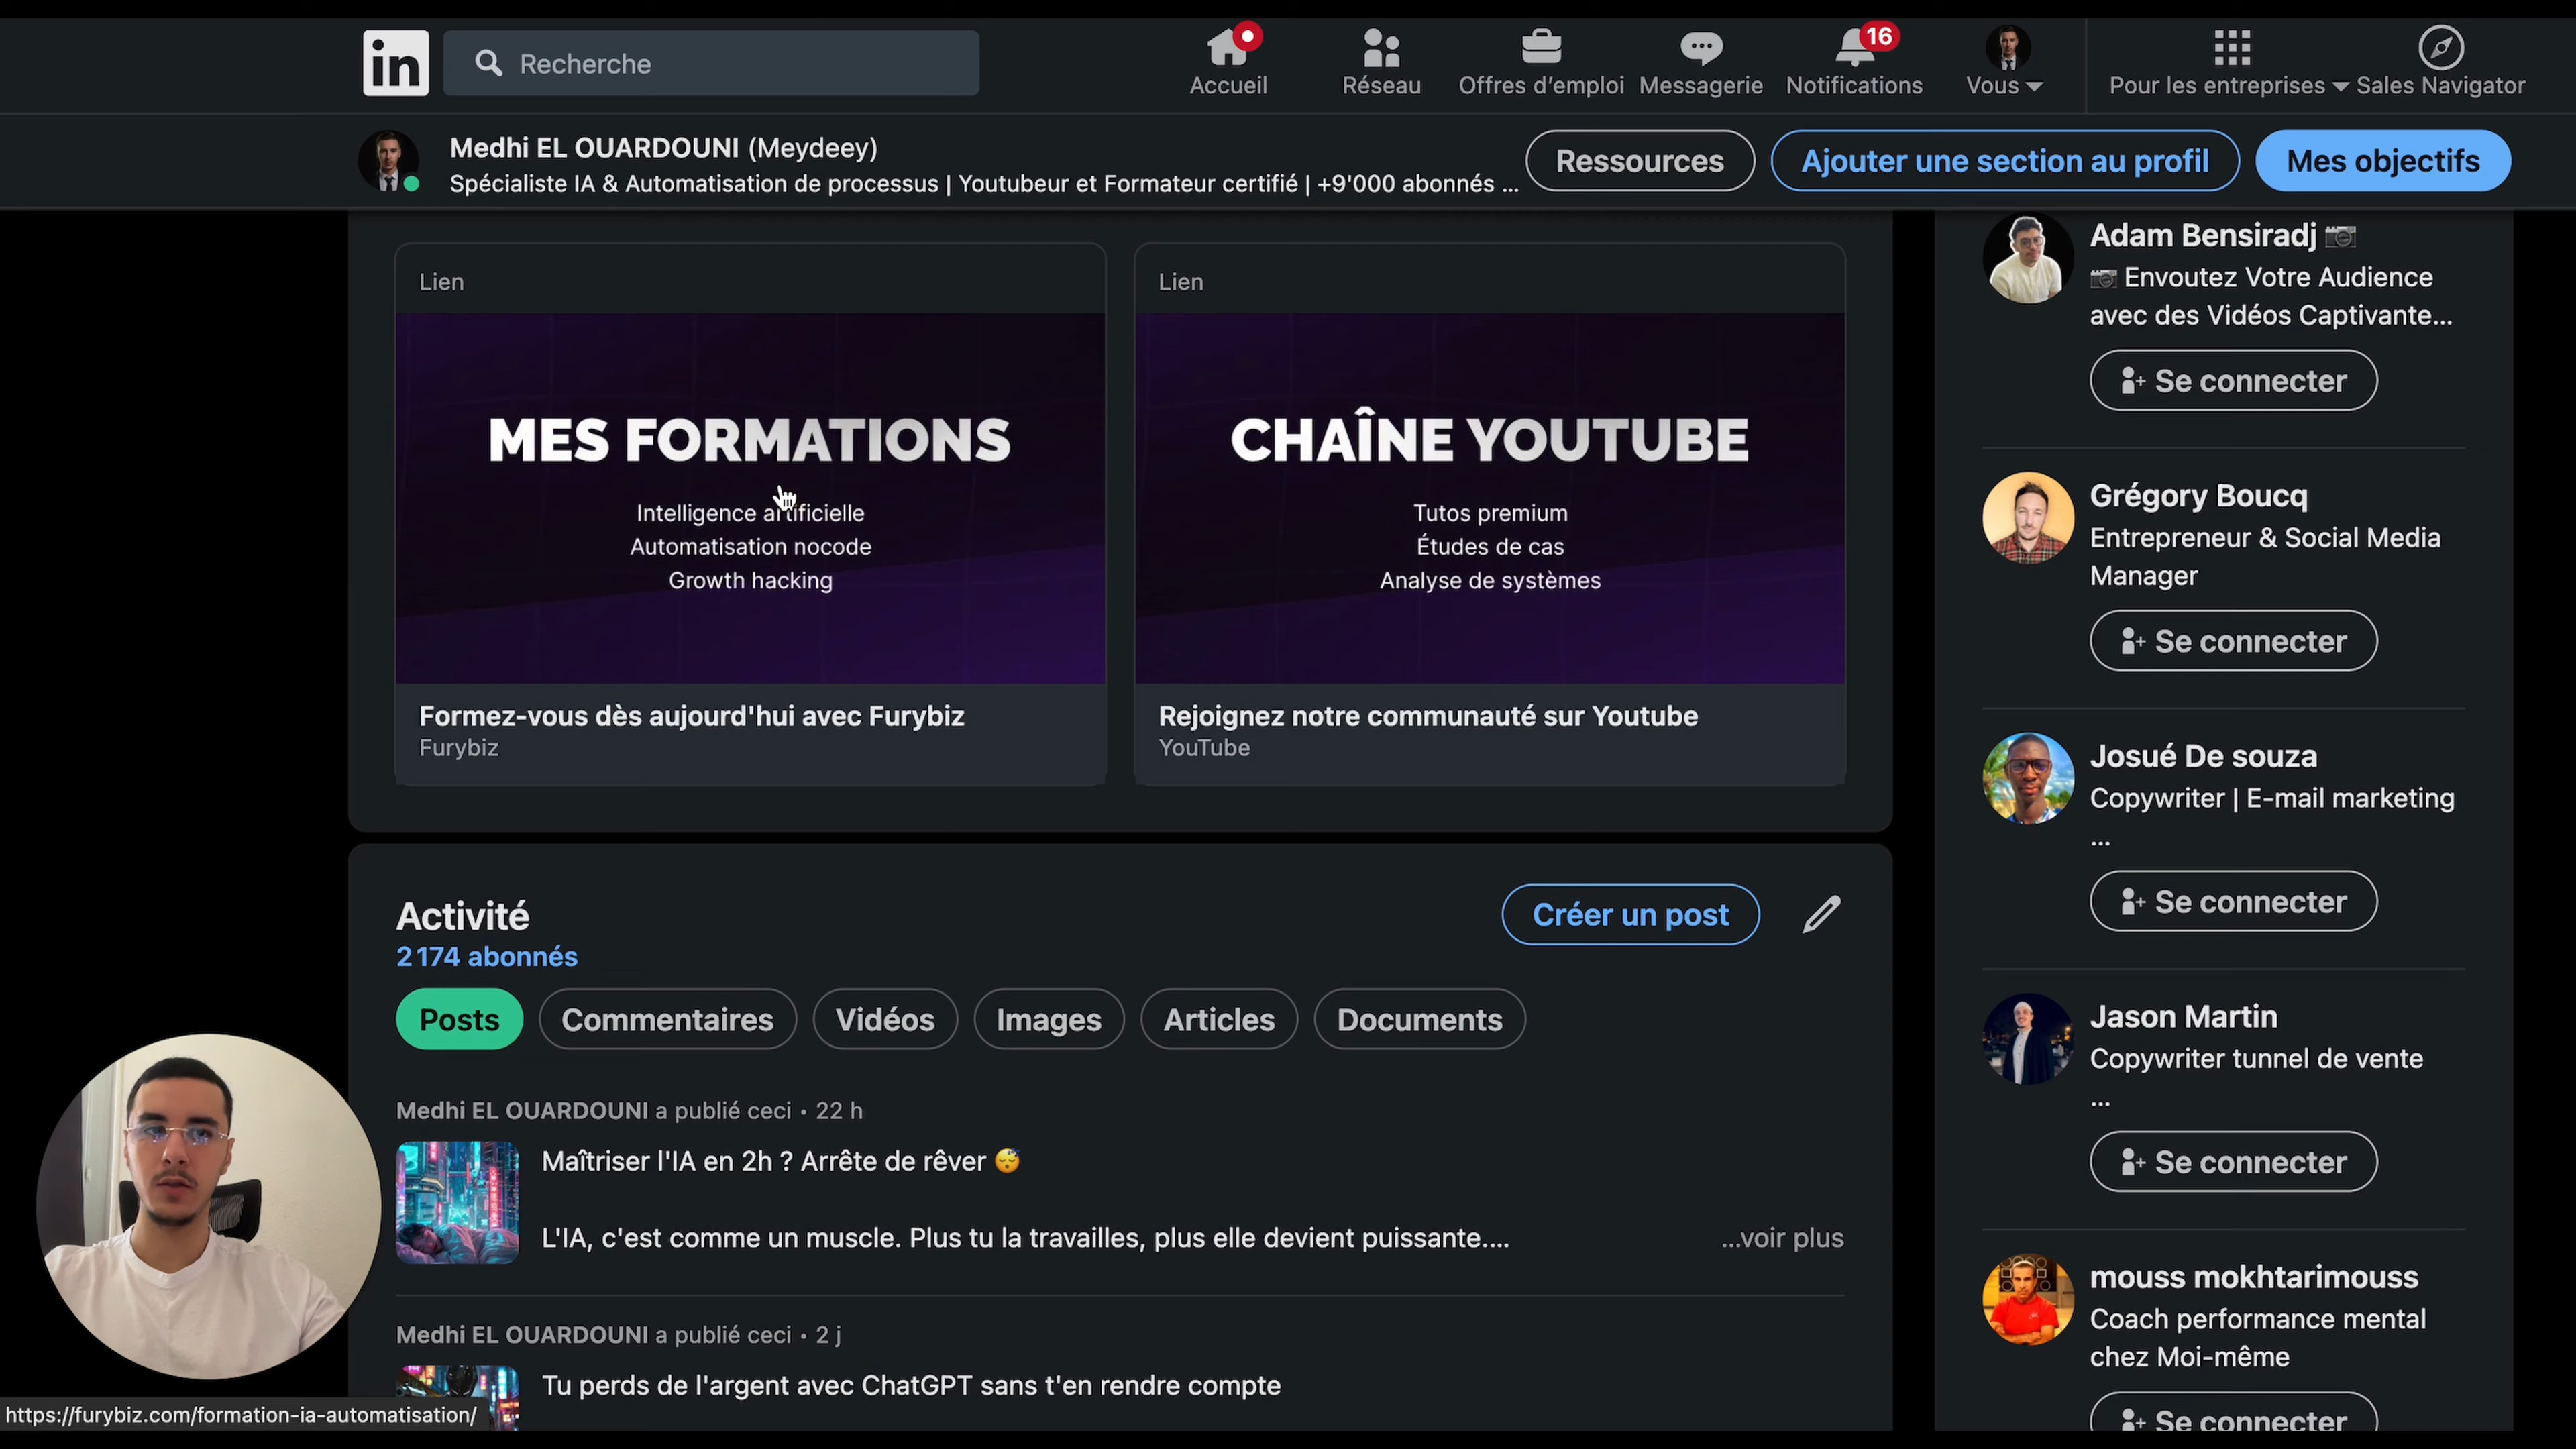 in
Recherche
Accueil
Réseau
Offres d'emploi
Messagerie
16
Notifications
Vous
Pour les entreprises
Sales Navigator
Medhi EL OUARDOUNI (Meydeey)
Spécialiste IA & Automatisation de processus | Youtubeur et Formateur certifié | +9'000 abonnés ...
Ressources
Ajouter une section au profil
Mes objectifs
Lien
MES FORMATIONS
Intelligence artificielle
Automatisation nocode
Growth hacking
Formez-vous dès aujourd'hui avec Furybiz
Furybiz
Lien
CHAÎNE YOUTUBE
Tutos premium
Études de cas
Analyse de systèmes
Rejoignez notre communauté sur Youtube
YouTube
Activité
2 174 abonnés
Créer un post
Posts
Commentaires
Vidéos
Images
Articles
Documents
Medhi EL OUARDOUNI a publié ceci • 22 h
Maîtriser l'IA en 2h ? Arrête de rêver 😴
L'IA, c'est comme un muscle. Plus tu la travailles, plus elle devient puissante....
...voir plus
Medhi EL OUARDOUNI a publié ceci • 2 j
Tu perds de l'argent avec ChatGPT sans t'en rendre compte
https://furybiz.com/formation-ia-automatisation/
Adam Bensiradj 📷
📷 Envoutez Votre Audience
avec des Vidéos Captivante...
Se connecter
Grégory Boucq
Entrepreneur & Social Media
Manager
Se connecter
Josué De souza
Copywriter | E-mail marketing
...
Se connecter
Jason Martin
Copywriter tunnel de vente
...
Se connecter
mouss mokhtarimouss
Coach performance mental
chez Moi-même
Se connecter